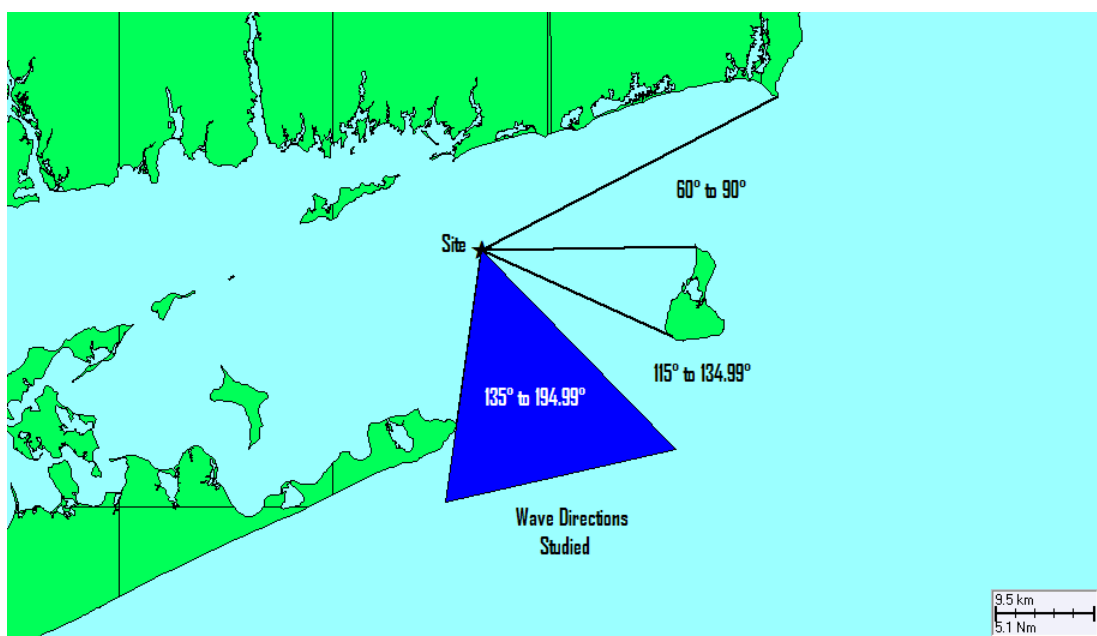 60° to 90°
Site
115° to 134.99°
135° to 194.99°
Wave Directions
Studied
9.5 km
5.1 Nm